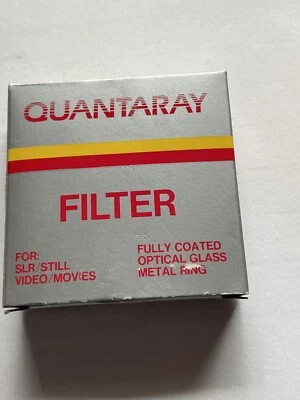 QUANTARAY
FILTER
FOR:
SLR/STILL
VIDEO/MOVIES
FULLY COATED
OPTICAL GLASS
METAL RING